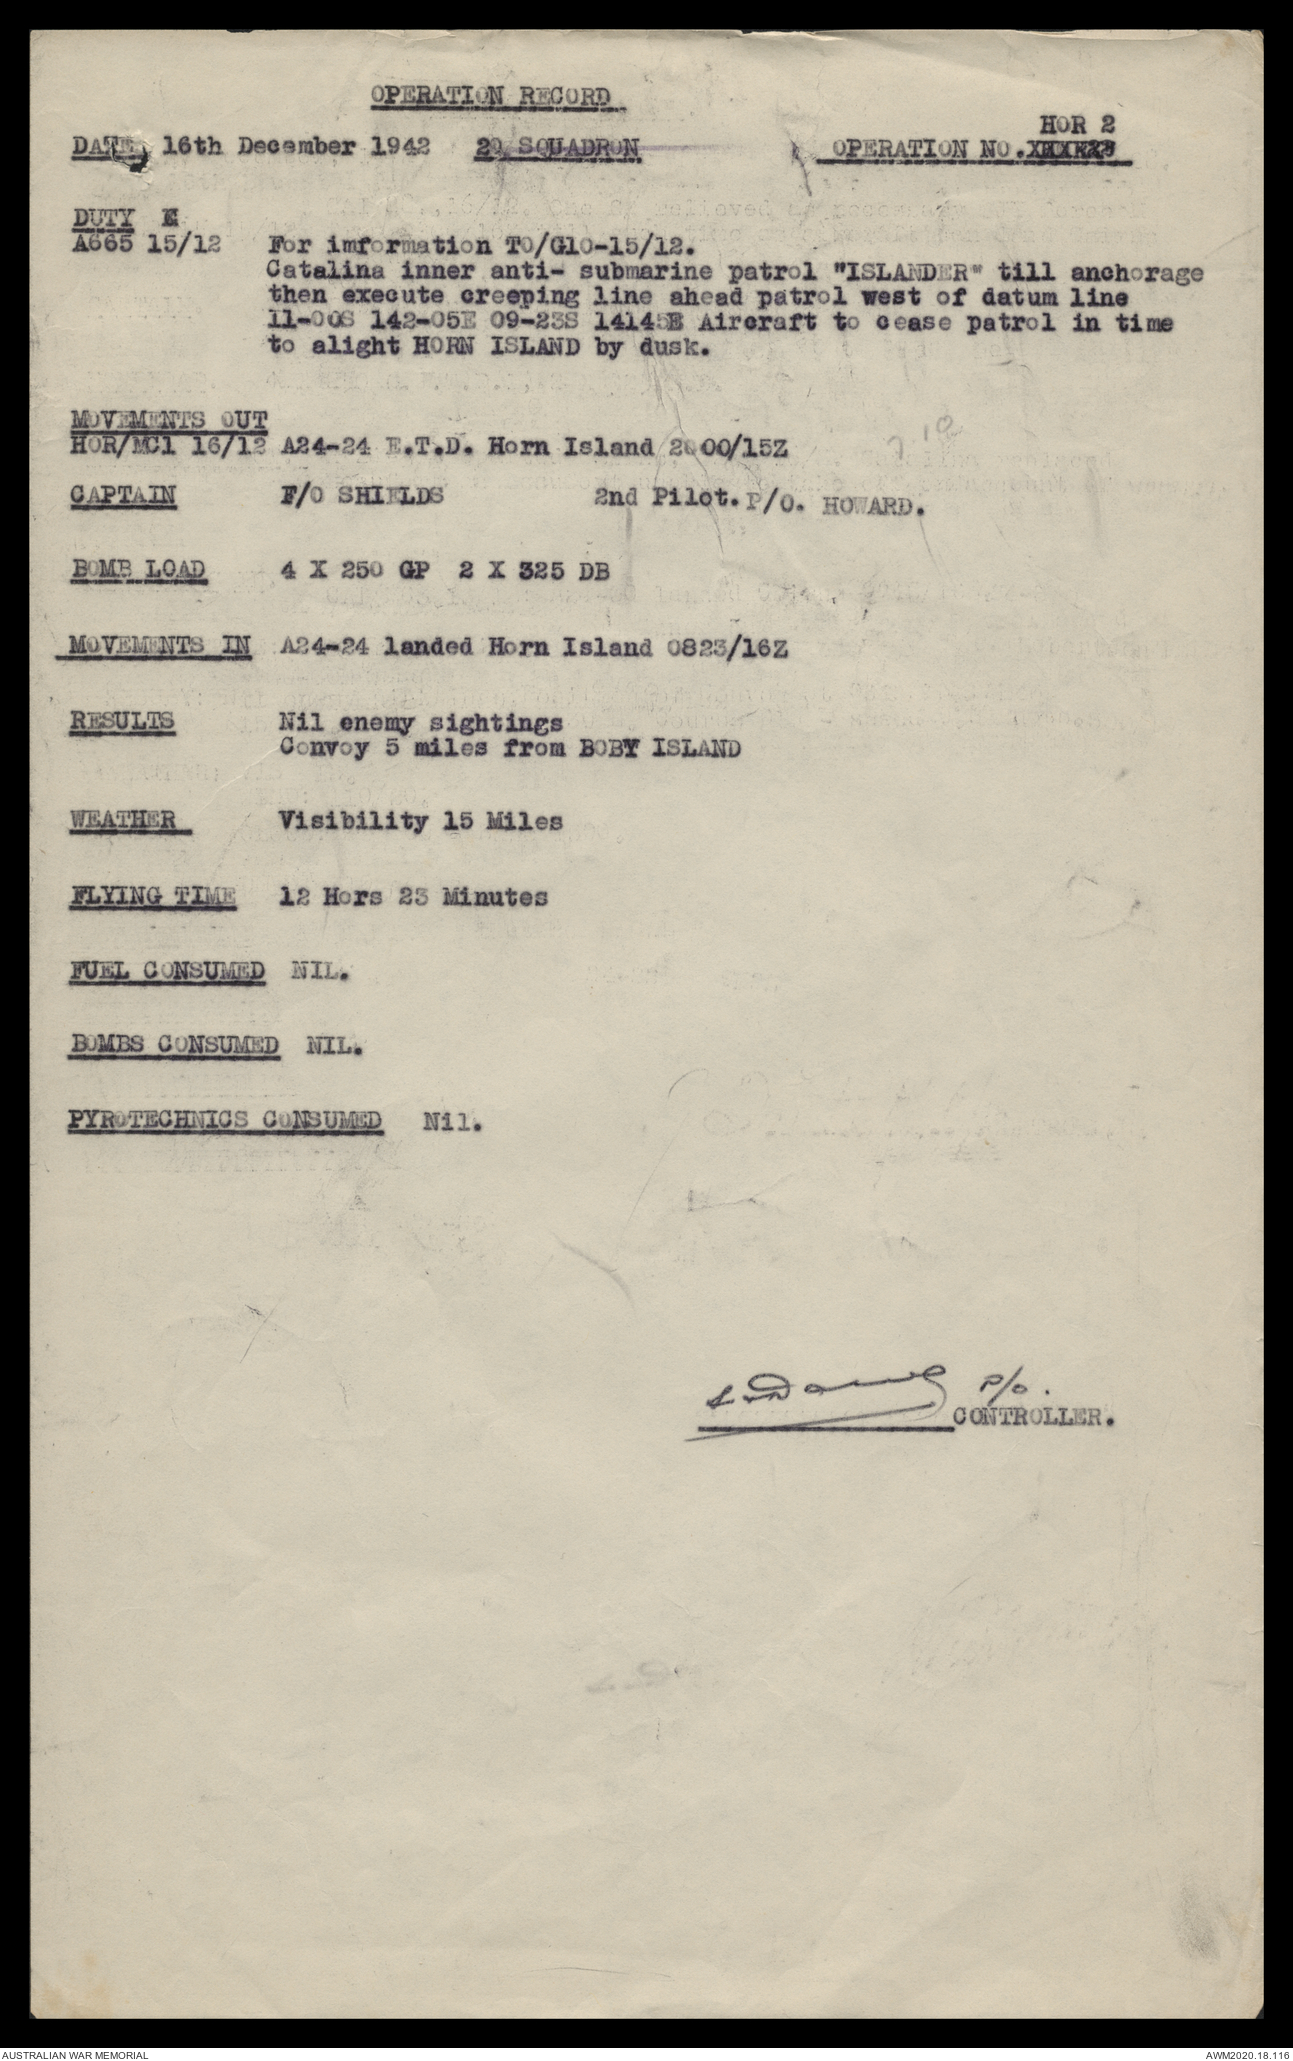 OPERATION RECORD
HOR 2
DATE 16th December 1942 20 SQUADRON OPERATION NO.
DUTY E
A665 15/12 For imformation TO/G10-15/12.
Catalina inner anti- submarine patrol "ISLANDER" till anchorage
then execute creeping line ahead patrol west of datum line
11-00S 142-05E 09-23S 14145E Aircraft to cease patrol in time
to alight HORN ISLAND by dusk.
MOVEMENTS OUT
HOR/MC1 16/12 A24-24 E.T.D. Horn Island 2000/15Z
CAPTAIN F/O SHIELDS 2nd Pilot. P/O. HOWARD.
BOMB LOAD 4 X 250 GP 2 X 325 DB
MOVEMENTS IN A24-24 landed Horn Island 0823/16Z
RESULTS Nil enemy sightings
Convoy 5 miles from BOBY ISLAND
WEATHER Visibility 15 Miles
FLYING TIME 12 Hors 23 Minutes
FUEL CONSUMED NIL.
BOMBS CONSUMED NIL.
PYROTECHNICS CONSUMED Nil.
P/O.
CONTROLLER.
AUSTRALIAN WAR MEMORIAL AWM2020.18.116